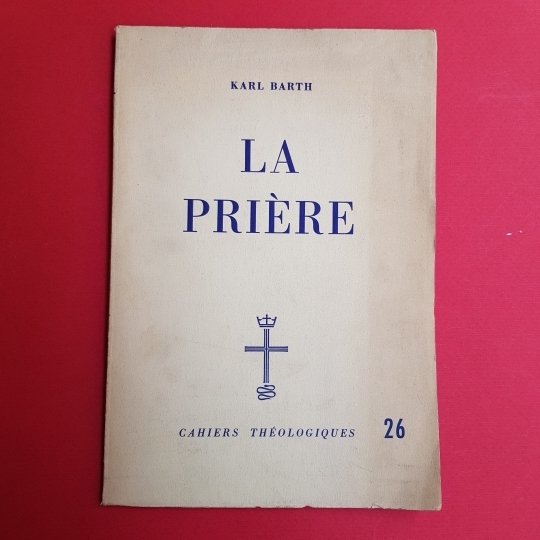 KARL BARTH
LA
PRIÈRE
CAHIERS THÉOLOGIQUES 26